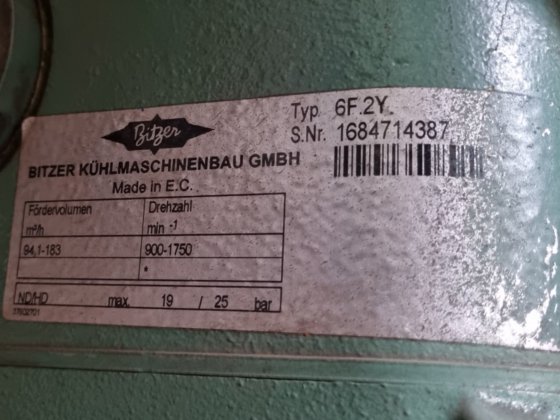 Bitzer
Typ 6F.2Y
S.Nr. 1684714387
BITZER KÜHLMASCHINENBAU GMBH
Made in E.C.
Fördervolumen Drehzahl
m³/h min -1
94,1-183 900-1750
*
ND/HD max. 19 / 25 bar